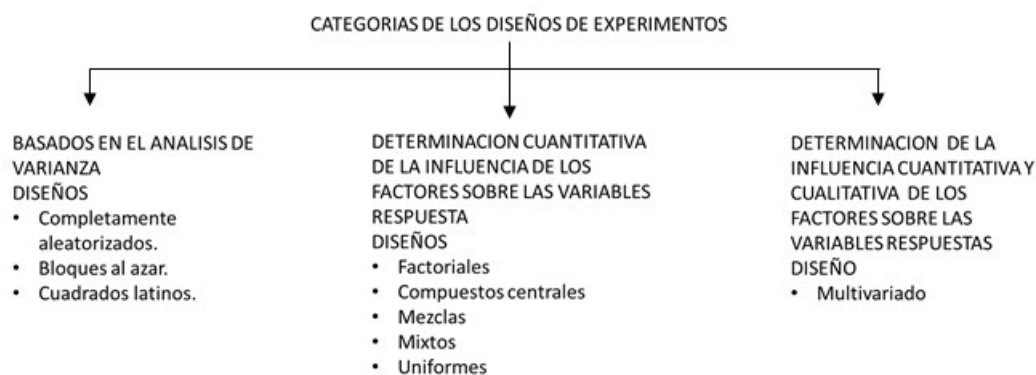 CATEGORIAS DE LOS DISEÑOS DE EXPERIMENTOS
BASADOS EN EL ANALISIS DE
VARIANZA
DISEÑOS
• Completamente
aleatorizados.
• Bloques al azar.
• Cuadrados latinos.
DETERMINACION CUANTITATIVA
DE LA INFLUENCIA DE LOS
FACTORES SOBRE LAS VARIABLES
RESPUESTA
DISEÑOS
• Factoriales
• Compuestos centrales
• Mezclas
• Mixtos
• Uniformes
DETERMINACION DE LA
INFLUENCIA CUANTITATIVA Y
CUALITATIVA DE LOS
FACTORES SOBRE LAS
VARIABLES RESPUESTAS
DISEÑO
• Multivariado